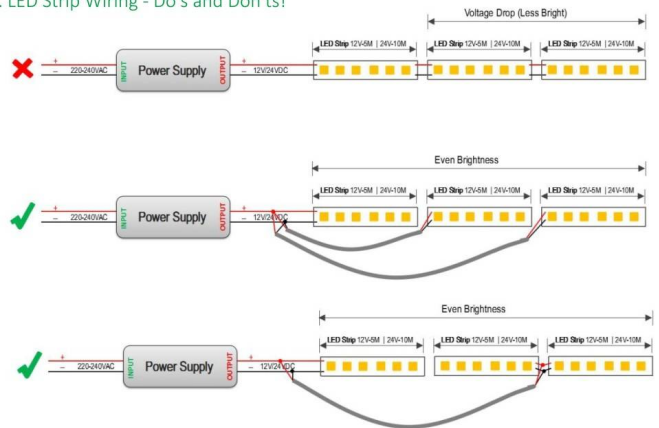 . LED Strip Wiring - Do's and Don'ts!
Voltage Drop (Less Bright)
LED Strip 12V-5M | 24V-10M LED Strip 12V-5M | 24V-10M LED Strip 12V-5M | 24V-10M
+ − 220-240VAC INPUT Power Supply OUTPUT + − 12V/24VDC
Even Brightness
LED Strip 12V-5M | 24V-10M LED Strip 12V-5M | 24V-10M LED Strip 12V-5M | 24V-10M
+ − 220-240VAC INPUT Power Supply OUTPUT + − 12V/24VDC
Even Brightness
LED Strip 12V-5M | 24V-10M LED Strip 12V-5M | 24V-10M LED Strip 12V-5M | 24V-10M
+ − 220-240VAC INPUT Power Supply OUTPUT + − 12V/24VDC